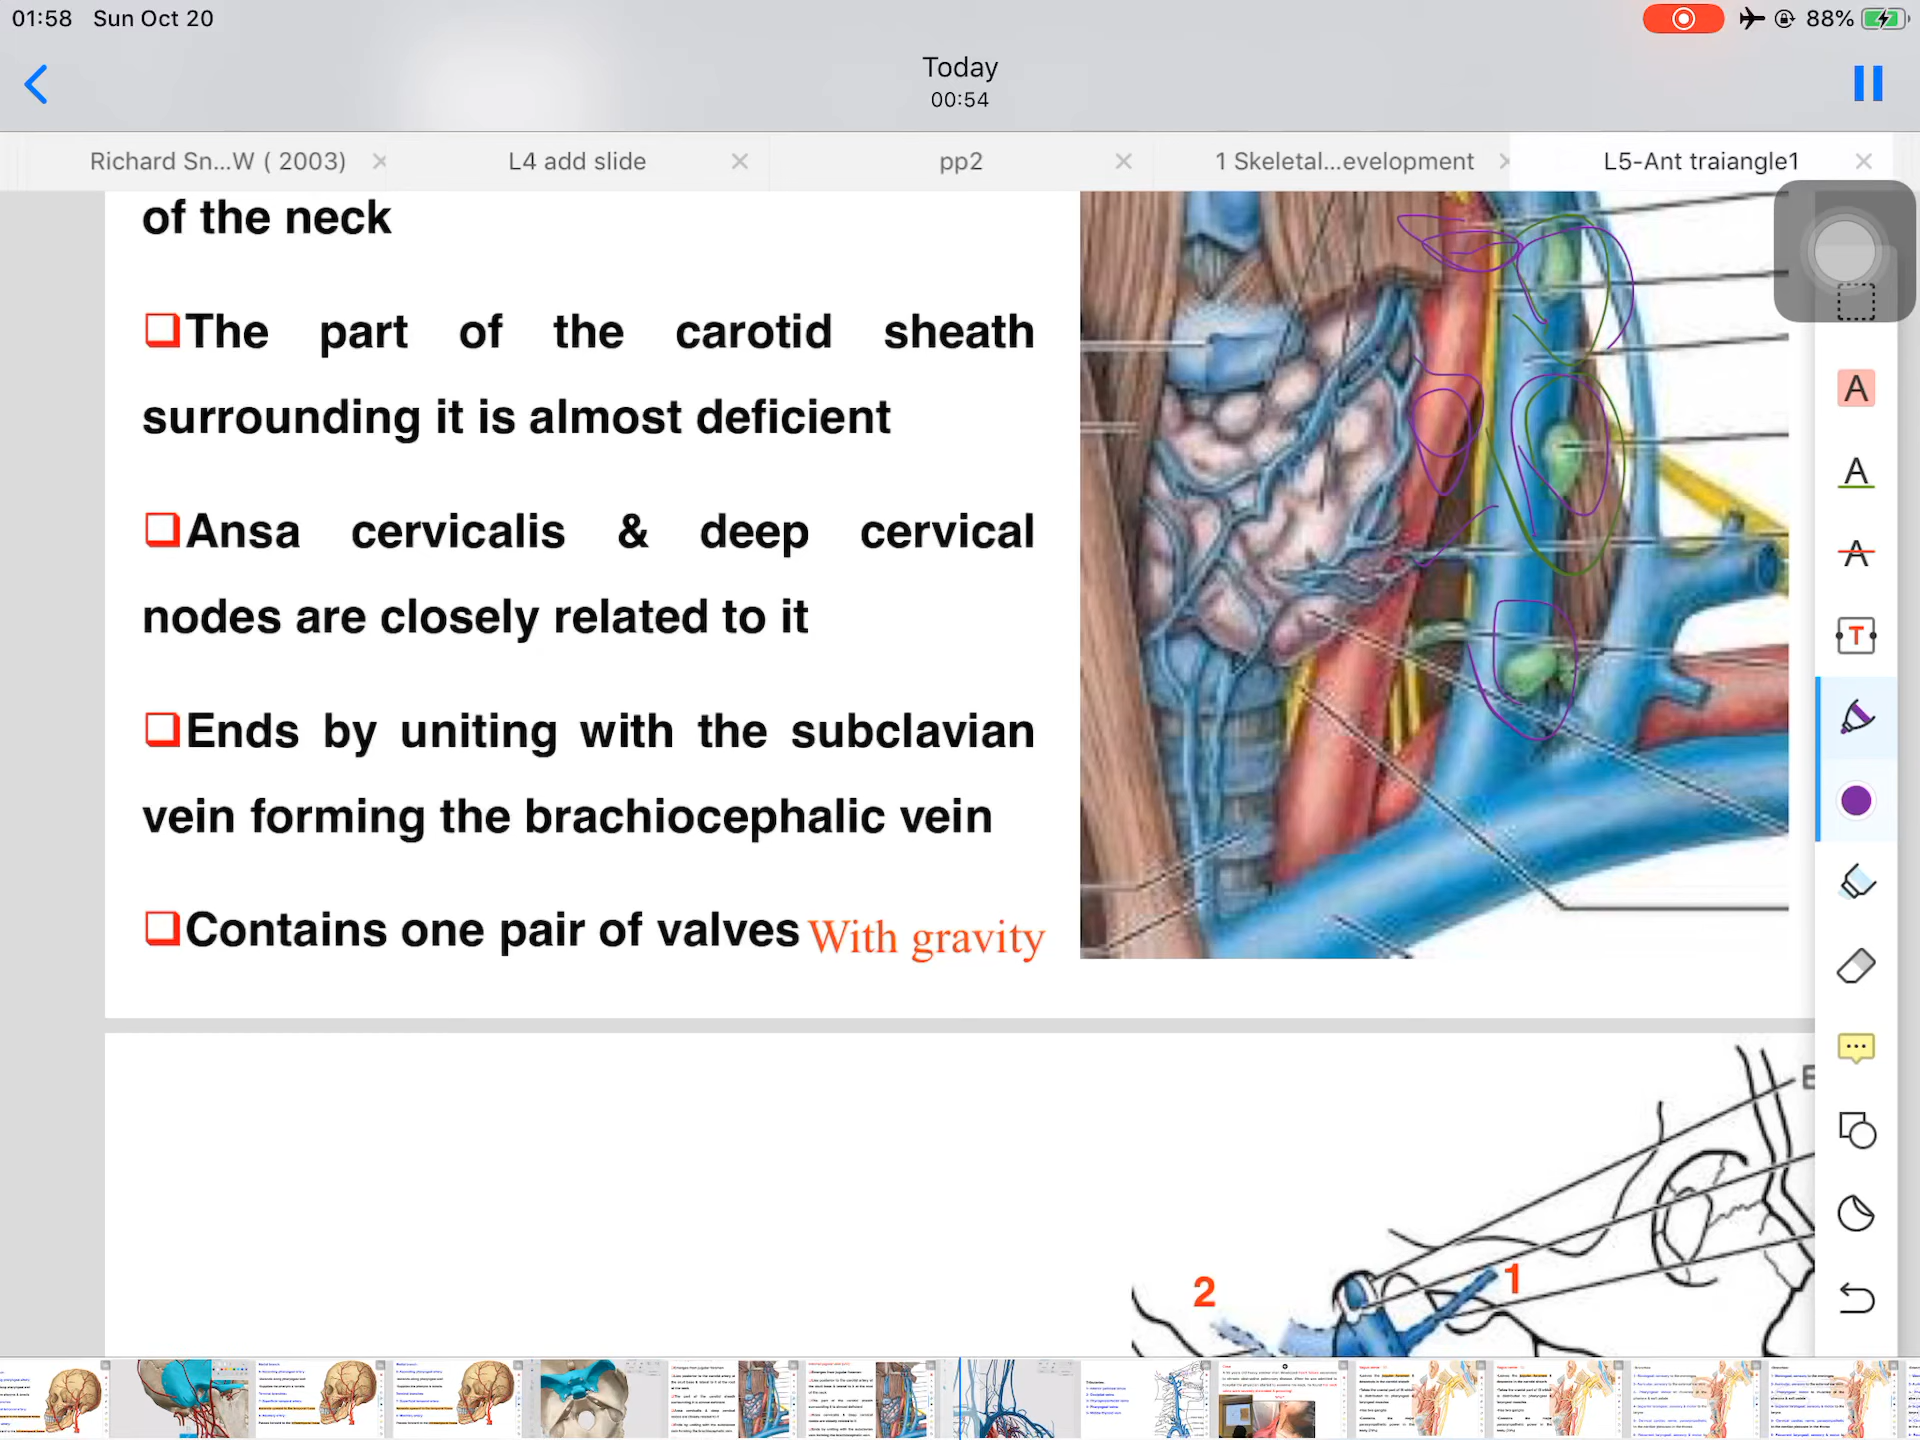 01:58 Sun Oct 20
88%
Today
00:54
Richard Sn...W ( 2003)
L4 add slide
pp2
1 Skeletal...evelopment
L5-Ant traiangle1
of the neck
The part of the carotid sheath
surrounding it is almost deficient
Ansa cervicalis & deep cervical
nodes are closely related to it
Ends by uniting with the subclavian
vein forming the brachiocephalic vein
Contains one pair of valves With gravity
A
A
A
T
2
1